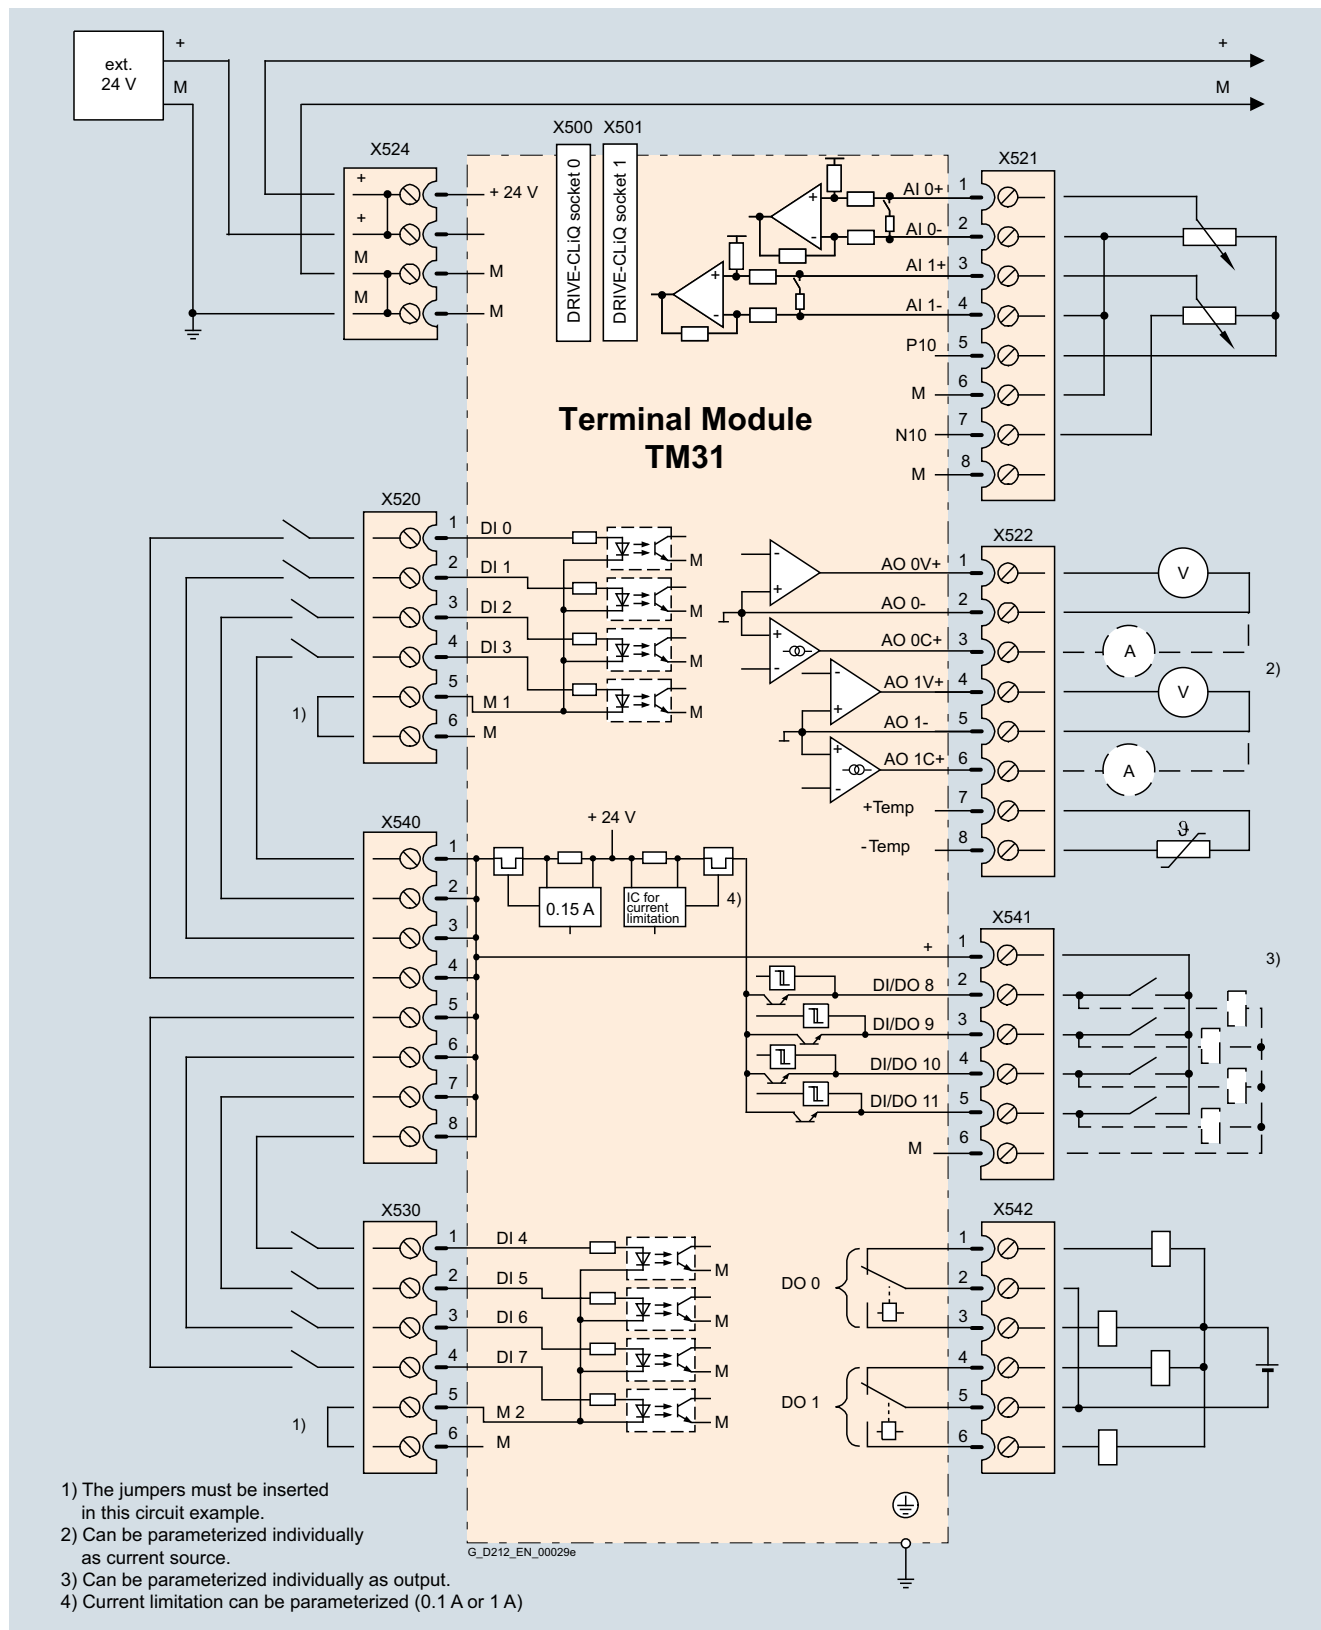 ext.
24 V
+
M
+
M
X524
+
+
M
M
+ 24 V
M
M
X500 X501
DRIVE-CLiQ socket 0
DRIVE-CLiQ socket 1
X521
+
-
+
-
AI 0+ 1
AI 0- 2
AI 1+ 3
AI 1- 4
P10 5
M 6
N10 7
M 8
Terminal Module
TM31
X520
1 DI 0
2 DI 1
3 DI 2
4 DI 3
5 M 1
6 M
1)
M
M
M
M
X522
-
+
+
-
-
+
+
-
AO 0V+ 1
AO 0- 2
AO 0C+ 3
AO 1V+ 4
AO 1- 5
AO 1C+ 6
+Temp 7
-Temp 8
V
A
V
A
2)
ϑ
X540
1
2
3
4
5
6
7
8
+ 24 V
0.15 A
IC for
current
limitation
4)
X541
+ 1
DI/DO 8 2
DI/DO 9 3
DI/DO 10 4
DI/DO 11 5
M 6
3)
X530
1 DI 4
2 DI 5
3 DI 6
4 DI 7
5 M 2
6 M
1)
M
M
M
M
X542
DO 0
DO 1
1
2
3
4
5
6
1) The jumpers must be inserted
in this circuit example.
2) Can be parameterized individually
as current source.
3) Can be parameterized individually as output.
4) Current limitation can be parameterized (0.1 A or 1 A)
G_D212_EN_00029e